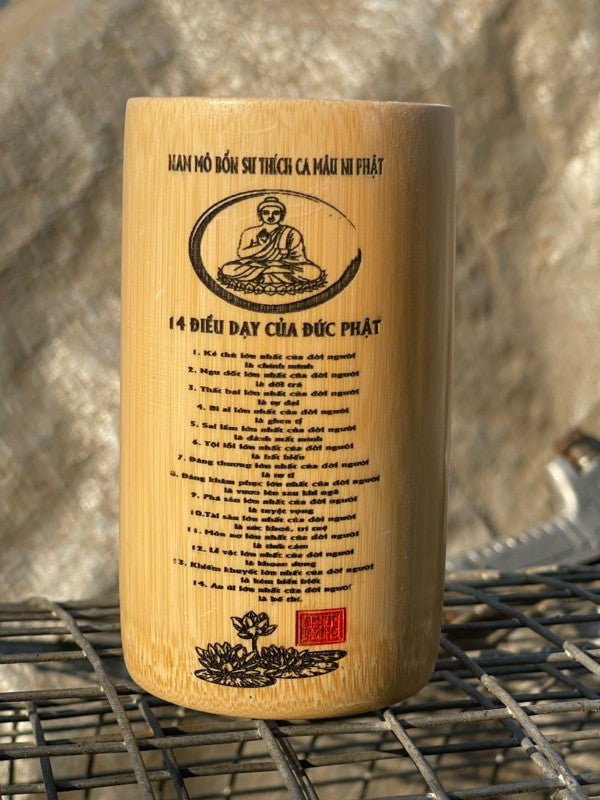 NAM MÔ BỔN SƯ THÍCH CA MÂU NI PHẬT
14 ĐIỀU DẠY CỦA ĐỨC PHẬT
1. Kẻ thù lớn nhất của đời người
là chính mình
2. Ngu dốt lớn nhất của đời người
là dối trá
3. Thất bại lớn nhất của đời người
là tự đại
4. Bi ai lớn nhất của đời người
là ghen tị
5. Sai lầm lớn nhất của đời người
là đánh mất mình
6. Tội lỗi lớn nhất của đời người
là bất hiếu
7. Đáng thương lớn nhất của đời người
là tự ti
8. Đáng khâm phục lớn nhất của đời người
là vươn lên sau khi ngã
9. Phá sản lớn nhất của đời người
là tuyệt vọng
10.Tài sản lớn nhất của đời người
là sức khoẻ, trí tuệ
11. Món nợ lớn nhất của đời người
là tình cảm
12. Lễ vật lớn nhất của đời người
là khoan dung
13. Khiếm khuyết lớn nhất của đời người
là kém hiểu biết
14. An ủi lớn nhất của đời người
là bố thí.